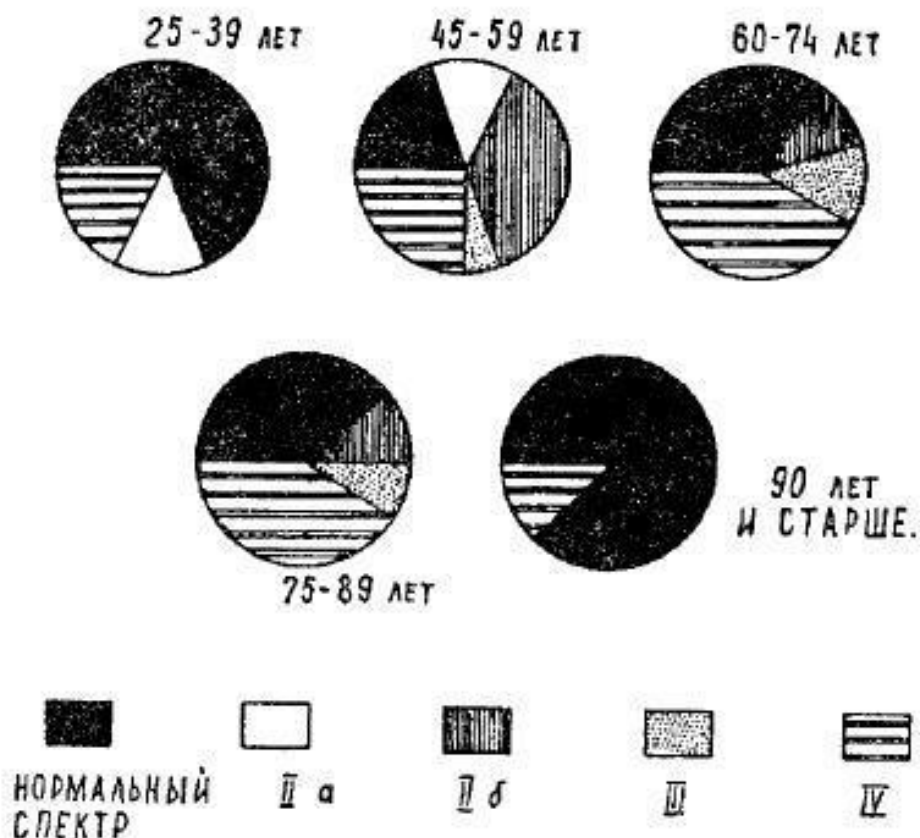 25-39 ЛЕТ
45-59 ЛЕТ
60-74 ЛЕТ
75-89 ЛЕТ
90 ЛЕТ
И СТАРШЕ.
НОРМАЛЬНЫЙ
СПЕКТР
II а
II б
III
IV